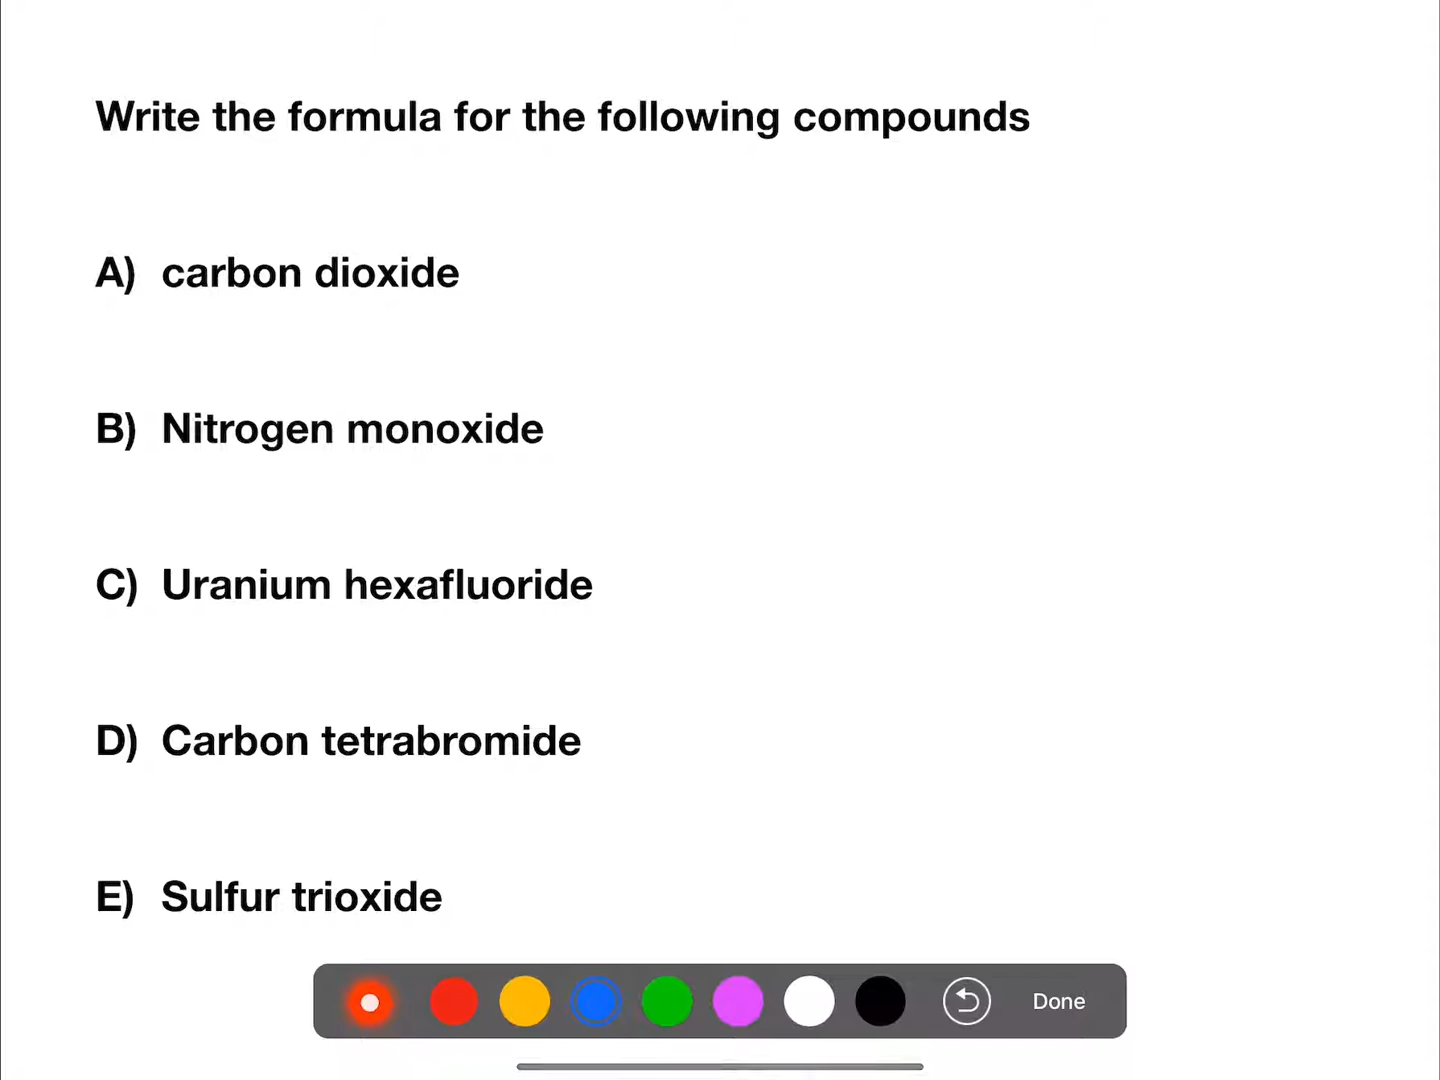 Write the formula for the following compounds
A) carbon dioxide
B) Nitrogen monoxide
C) Uranium hexafluoride
D) Carbon tetrabromide
E) Sulfur trioxide
Done